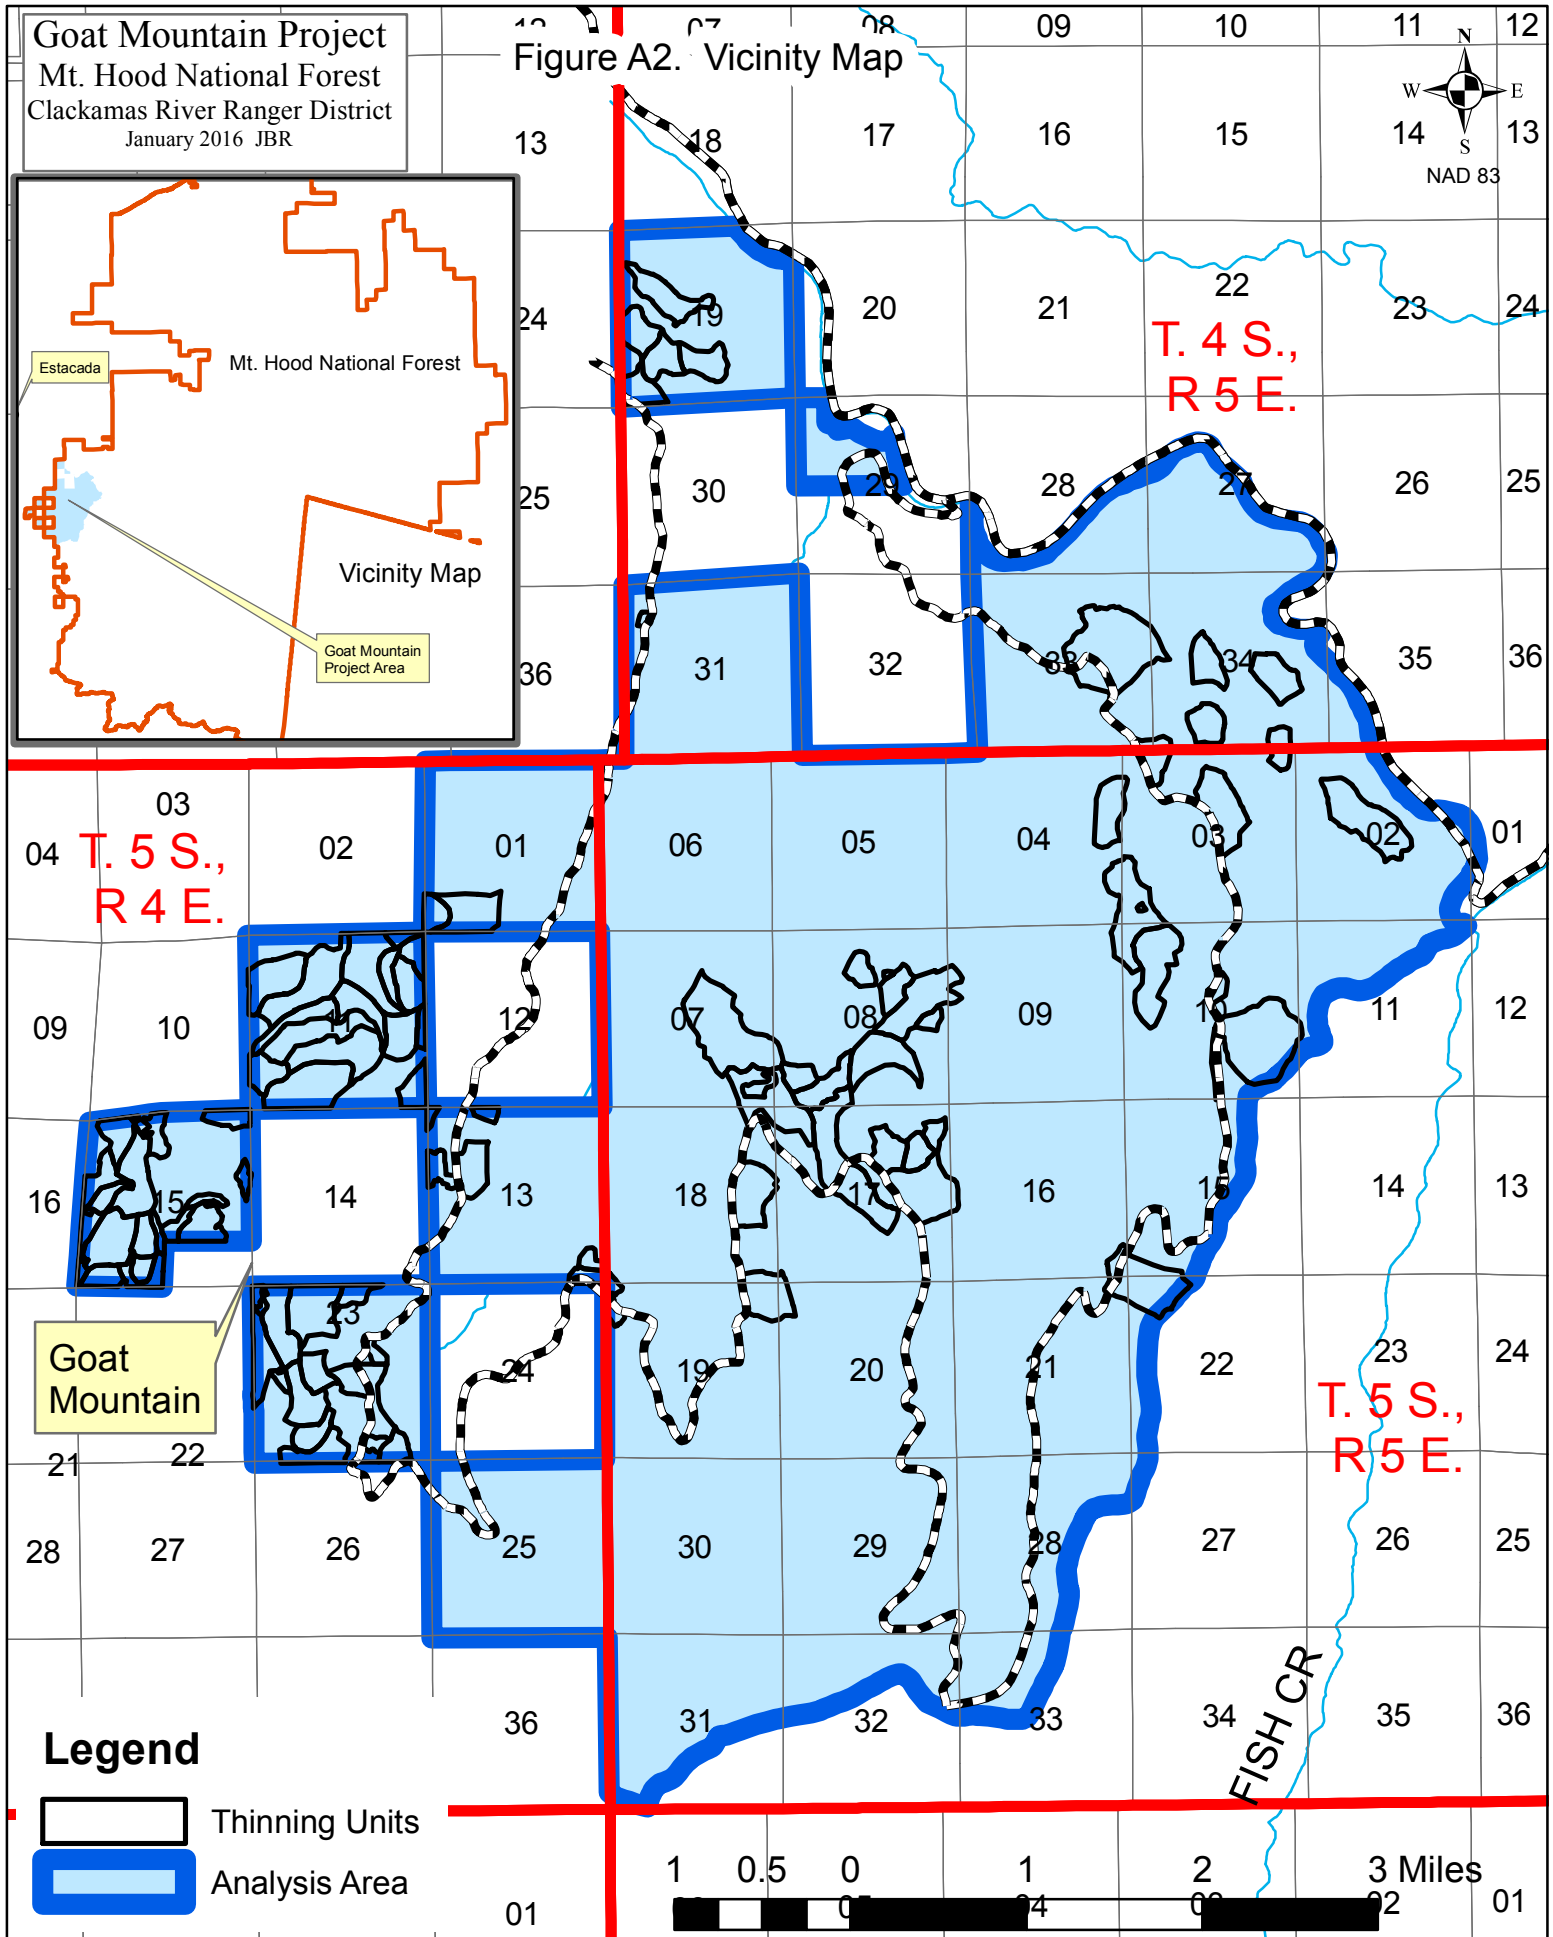 Goat Mountain Project
Mt. Hood National Forest
Clackamas River Ranger District
January 2016 JBR
Figure A2. Vicinity Map
07 08 09 10 11 12
N
W E
S
NAD 83
13 18 17 16 15 14 13
24 19 20 21 22 23 24
T. 4 S.,
R 5 E.
25 30 29 28 27 26 25
36 31 32 33 34 35 36
Estacada
Mt. Hood National Forest
Vicinity Map
Goat Mountain
Project Area
03
04 02 01 06 05 04 03 02 01
T. 5 S.,
R 4 E.
09 10 11 12 07 08 09 10 11 12
16 15 14 13 18 17 16 15 14 13
23 24 19 20 21 22 23 24
Goat
Mountain
T. 5 S.,
R 5 E.
21 22
28 27 26 25 30 29 28 27 26 25
36 31 32 33 34 35 36
FISH CR
Legend
Thinning Units
Analysis Area
1 0.5 0 1 2 3 Miles
01 02 01